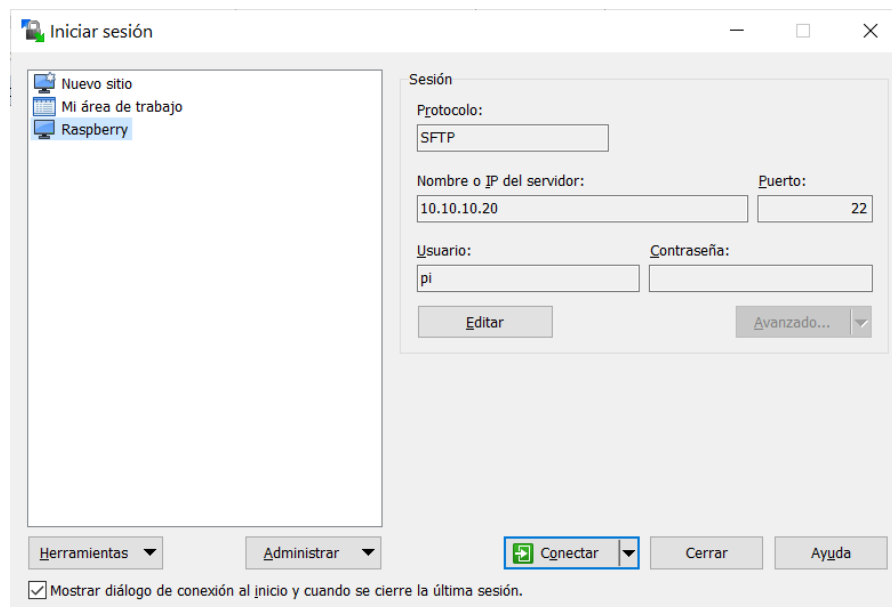 Iniciar sesión
Nuevo sitio
Mi área de trabajo
Raspberry
Sesión
Protocolo:
SFTP
Nombre o IP del servidor:
Puerto:
10.10.10.20
22
Usuario:
Contraseña:
pi
Editar
Avanzado...
Herramientas
Administrar
Conectar
Cerrar
Ayuda
Mostrar diálogo de conexión al inicio y cuando se cierre la última sesión.